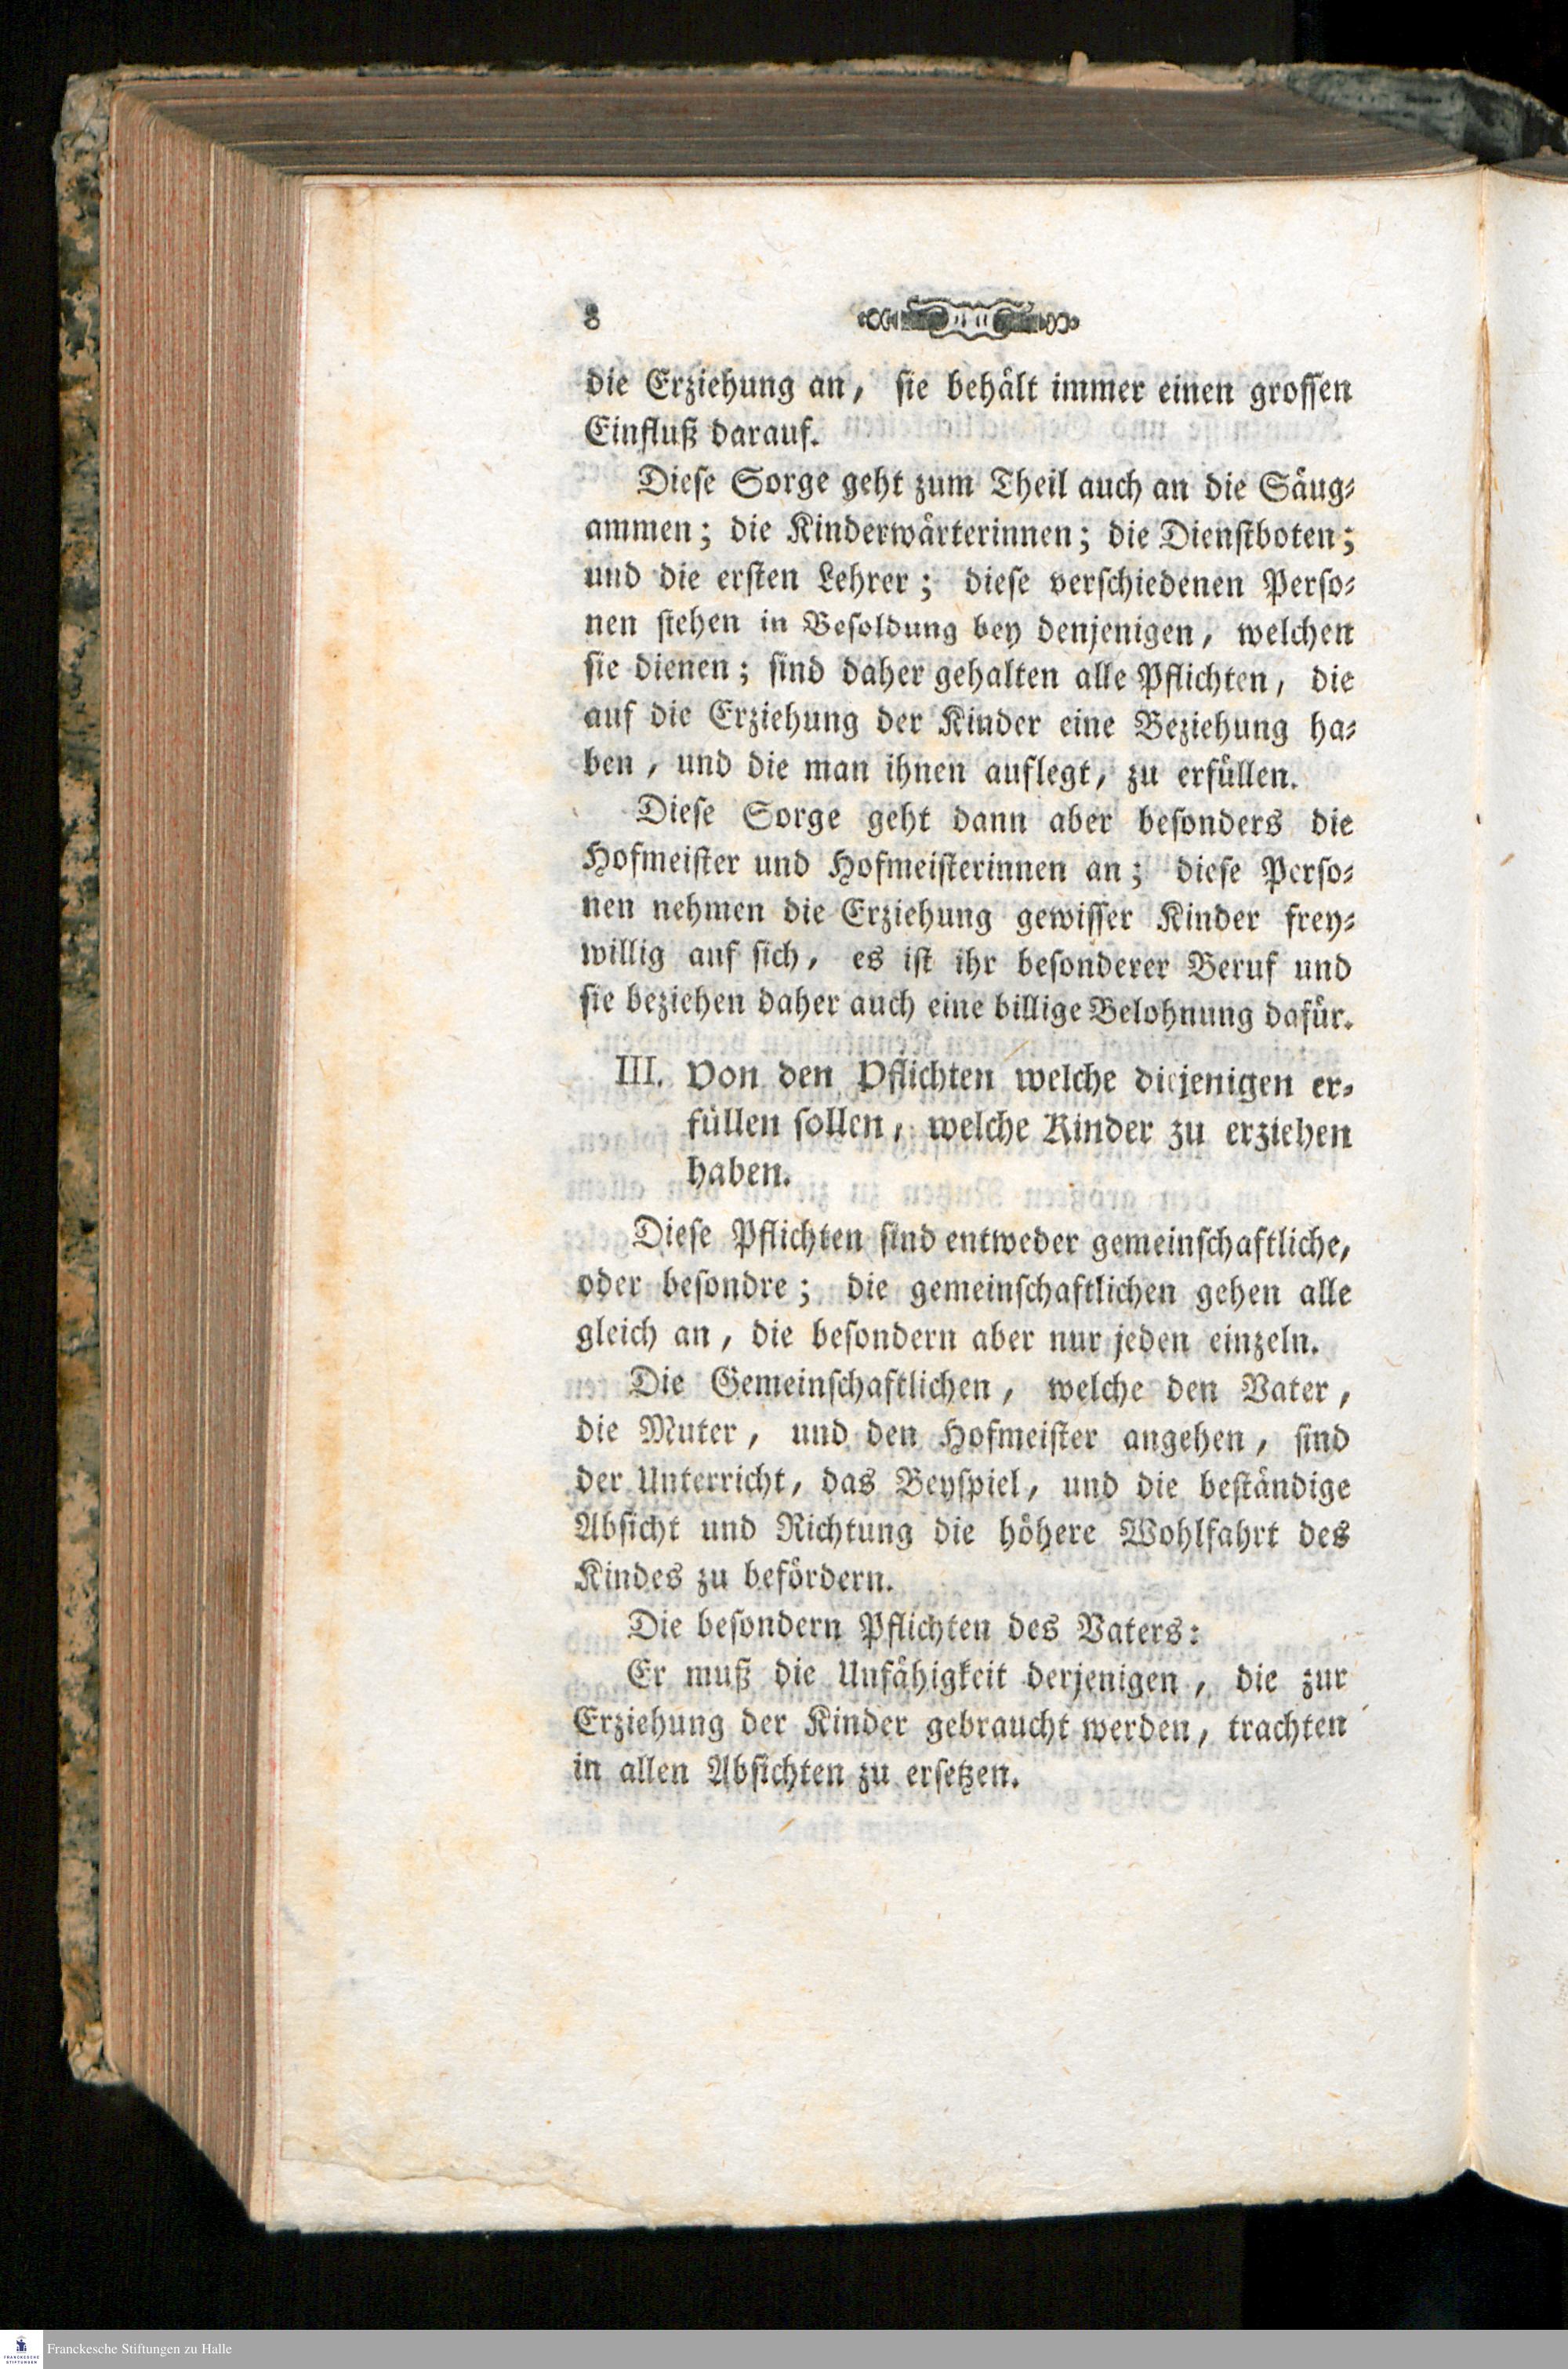 8
die Erziehung an, sie behält immer einen grossen
Einfluß darauf.
Diese Sorge geht zum Theil auch an die Säug-
ammen; die Kinderwärterinnen; die Dienstboten;
und die ersten Lehrer; diese verschiedenen Perso-
nen stehen in Besoldung bey denjenigen, welchen
sie dienen; sind daher gehalten alle Pflichten, die
auf die Erziehung der Kinder eine Beziehung ha-
ben, und die man ihnen auflegt, zu erfüllen.
Diese Sorge geht dann aber besonders die
Hofmeister und Hofmeisterinnen an; diese Perso-
nen nehmen die Erziehung gewisser Kinder frey-
willig auf sich, es ist ihr besonderer Beruf und
sie beziehen daher auch eine billige Belohnung dafür.
III. Von den Pflichten welche diejenigen er-
füllen sollen, welche Kinder zu erziehen
haben.
Diese Pflichten sind entweder gemeinschaftliche,
oder besondre; die gemeinschaftlichen gehen alle
gleich an, die besondern aber nur jeden einzeln.
Die Gemeinschaftlichen, welche den Vater,
die Muter, und den Hofmeister angehen, sind
der Unterricht, das Beyspiel, und die beständige
Absicht und Richtung die höhere Wohlfahrt des
Kindes zu befördern.
Die besondern Pflichten des Vaters:
Er muß die Unfähigkeit derjenigen, die zur
Erziehung der Kinder gebraucht werden, trachten
in allen Absichten zu ersetzen.
FRANCKESCHE
STIFTUNGEN
Franckesche Stiftungen zu Halle